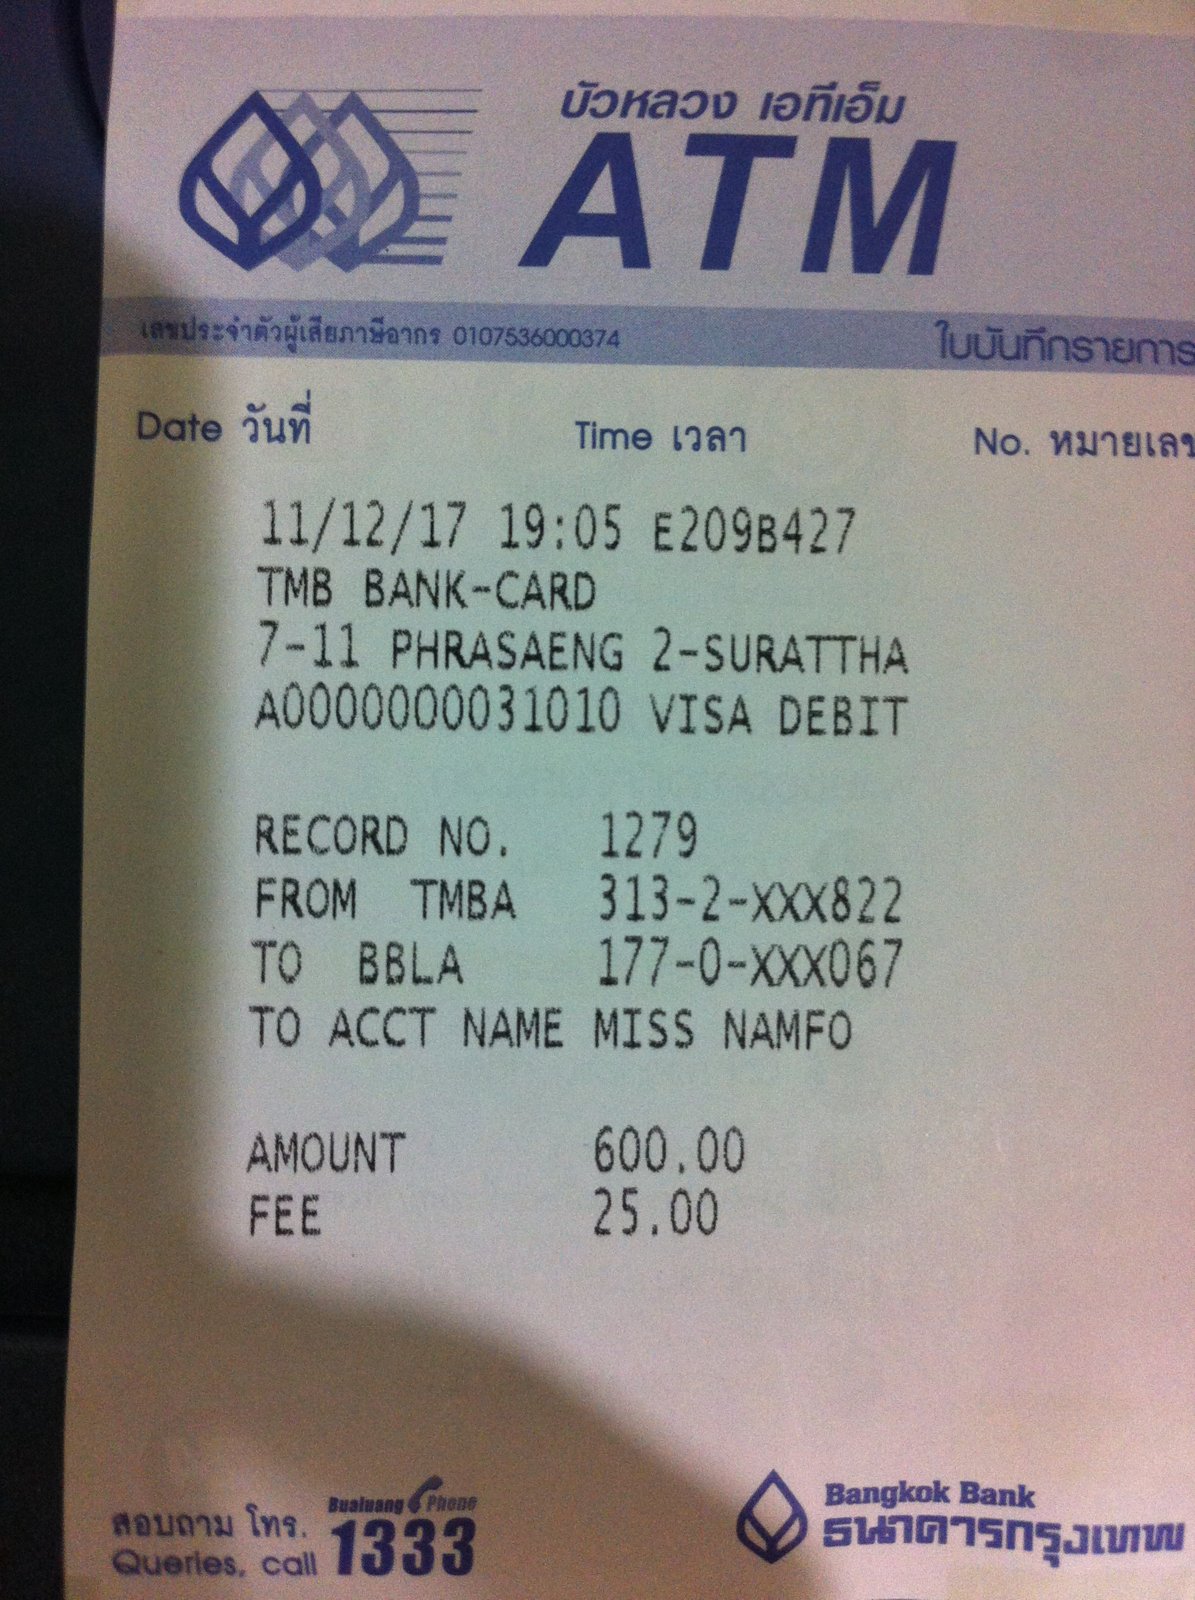 บัวหลวง เอทีเอ็ม
ATM
เลขประจำตัวผู้เสียภาษีอากร 0107536000374 ใบบันทึกรายการ
Date วันที่ Time เวลา No. หมายเลข
11/12/17 19:05 E209B427
TMB BANK-CARD
7-11 PHRASAENG 2-SURATTHA
A0000000031010 VISA DEBIT
RECORD NO. 1279
FROM TMBA 313-2-XXX822
TO BBLA 177-0-XXX067
TO ACCT NAME MISS NAMFO
AMOUNT 600.00
FEE 25.00
สอบถาม โทร. Bualuang Phone
Queries, call 1333
Bangkok Bank
ธนาคารกรุงเทพ